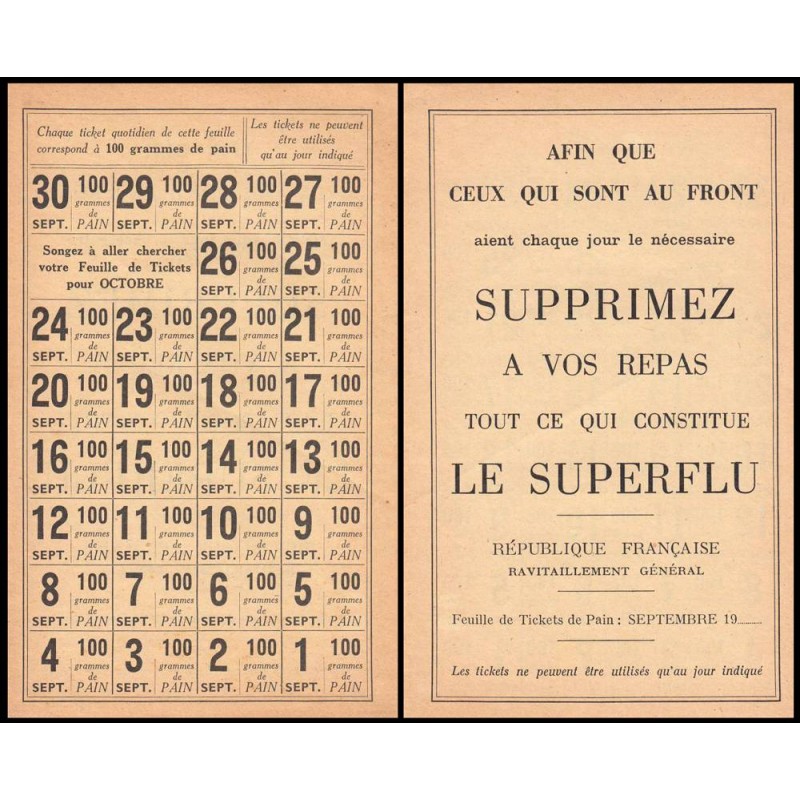 Chaque ticket quotidien de cette feuille
correspond à 100 grammes de pain
Les tickets ne peuvent
être utilisés
qu'au jour indiqué
30 100 29 100 28 100 27 100
grammes grammes grammes grammes
de de de de
SEPT. PAIN SEPT. PAIN SEPT. PAIN SEPT. PAIN
Songez à aller chercher
votre Feuille de Tickets
pour OCTOBRE
26 100 25 100
grammes grammes
de de
SEPT. PAIN SEPT. PAIN
24 100 23 100 22 100 21 100
grammes grammes grammes grammes
de de de de
SEPT. PAIN SEPT. PAIN SEPT. PAIN SEPT. PAIN
20 100 19 100 18 100 17 100
grammes grammes grammes grammes
de de de de
SEPT. PAIN SEPT. PAIN SEPT. PAIN SEPT. PAIN
16 100 15 100 14 100 13 100
grammes grammes grammes grammes
de de de de
SEPT. PAIN SEPT. PAIN SEPT. PAIN SEPT. PAIN
12 100 11 100 10 100 9 100
grammes grammes grammes grammes
de de de de
SEPT. PAIN SEPT. PAIN SEPT. PAIN SEPT. PAIN
8 100 7 100 6 100 5 100
grammes grammes grammes grammes
de de de de
SEPT. PAIN SEPT. PAIN SEPT. PAIN SEPT. PAIN
4 100 3 100 2 100 1 100
grammes grammes grammes grammes
de de de de
SEPT. PAIN SEPT. PAIN SEPT. PAIN SEPT. PAIN
AFIN QUE
CEUX QUI SONT AU FRONT
aient chaque jour le nécessaire
SUPPRIMEZ
A VOS REPAS
TOUT CE QUI CONSTITUE
LE SUPERFLU
RÉPUBLIQUE FRANÇAISE
RAVITAILLEMENT GÉNÉRAL
Feuille de Tickets de Pain : SEPTEMBRE 19......
Les tickets ne peuvent être utilisés qu'au jour indiqué